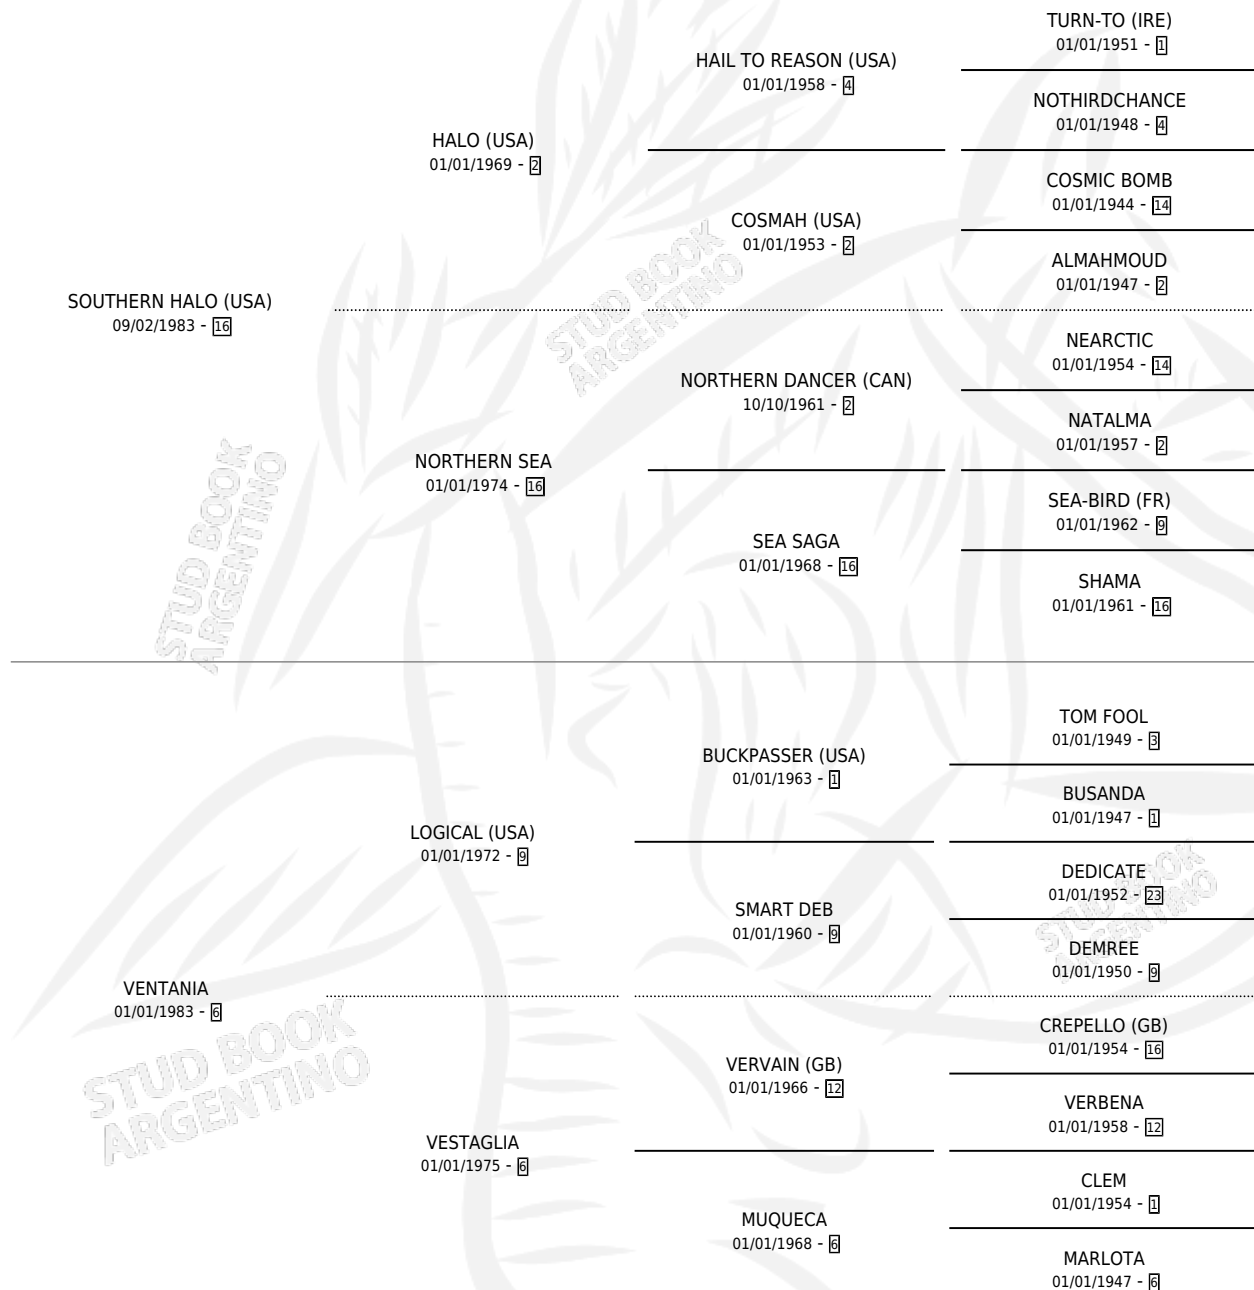 TURN-TO (IRE)
01/01/1951 - 1
HAIL TO REASON (USA)
01/01/1958 - 4
NOTHIRDCHANCE
01/01/1948 - 4
HALO (USA)
01/01/1969 - 2
COSMIC BOMB
01/01/1944 - 14
COSMAH (USA)
01/01/1953 - 2
ALMAHMOUD
01/01/1947 - 2
SOUTHERN HALO (USA)
09/02/1983 - 16
STUD BOOK
ARGENTINO
NEARCTIC
01/01/1954 - 14
NORTHERN DANCER (CAN)
10/10/1961 - 2
NATALMA
01/01/1957 - 2
NORTHERN SEA
01/01/1974 - 16
SEA-BIRD (FR)
01/01/1962 - 9
SEA SAGA
01/01/1968 - 16
SHAMA
01/01/1961 - 16
STUD BOOK
ARGENTINO
TOM FOOL
01/01/1949 - 3
BUCKPASSER (USA)
01/01/1963 - 1
BUSANDA
01/01/1947 - 1
LOGICAL (USA)
01/01/1972 - 9
DEDICATE
01/01/1952 - 23
SMART DEB
01/01/1960 - 9
DEMREE
01/01/1950 - 9
STUD BOOK
ARGENTINO
VENTANIA
01/01/1983 - 6
CREPELLO (GB)
01/01/1954 - 16
VERVAIN (GB)
01/01/1966 - 12
VERBENA
01/01/1958 - 12
STUD BOOK
ARGENTINO
VESTAGLIA
01/01/1975 - 6
CLEM
01/01/1954 - 1
MUQUECA
01/01/1968 - 6
MARLOTA
01/01/1947 - 6